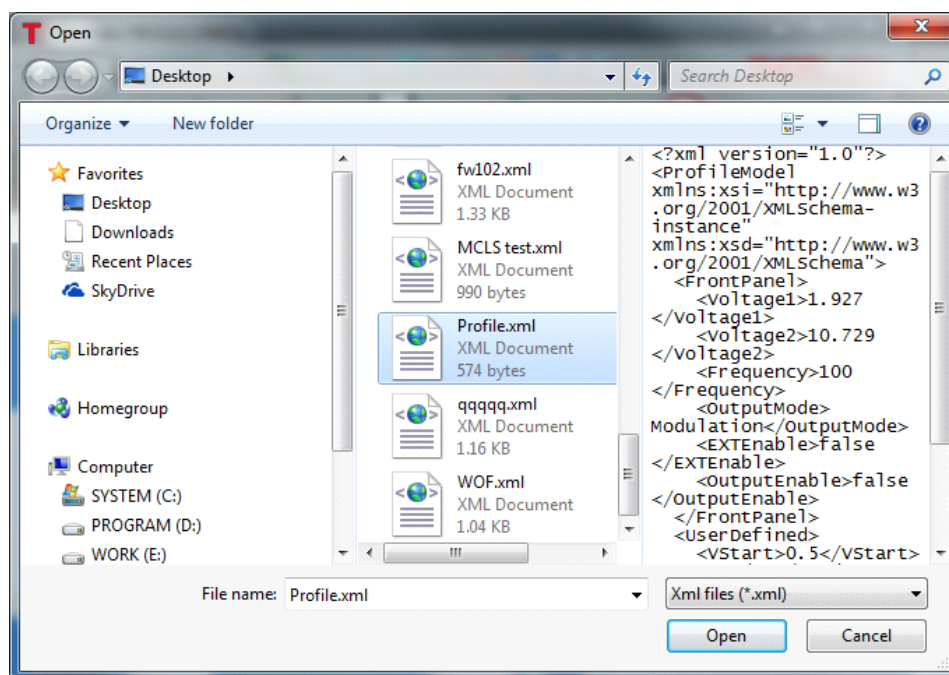 T Open
Desktop
Search Desktop
Organize
New folder
Favorites
Desktop
Downloads
Recent Places
SkyDrive
Libraries
Homegroup
Computer
SYSTEM (C:)
PROGRAM (D:)
WORK (E:)
fw102.xml
XML Document
1.33 KB
MCLS test.xml
XML Document
990 bytes
Profile.xml
XML Document
574 bytes
qqqqq.xml
XML Document
1.16 KB
WOF.xml
XML Document
1.04 KB
<?xml version="1.0"?>
<ProfileModel
xmlns:xsi="http://www.w3
.org/2001/XMLSchema-
instance"
xmlns:xsd="http://www.w3
.org/2001/XMLSchema">
<FrontPanel>
<Voltage1>1.927
</Voltage1>
<Voltage2>10.729
</Voltage2>
<Frequency>100
</Frequency>
<OutputMode>
Modulation</OutputMode>
<EXTEnable>false
</EXTEnable>
<OutputEnable>false
</OutputEnable>
</FrontPanel>
<UserDefined>
<VStart>0.5</VStart>
File name:
Profile.xml
Xml files (*.xml)
Open
Cancel